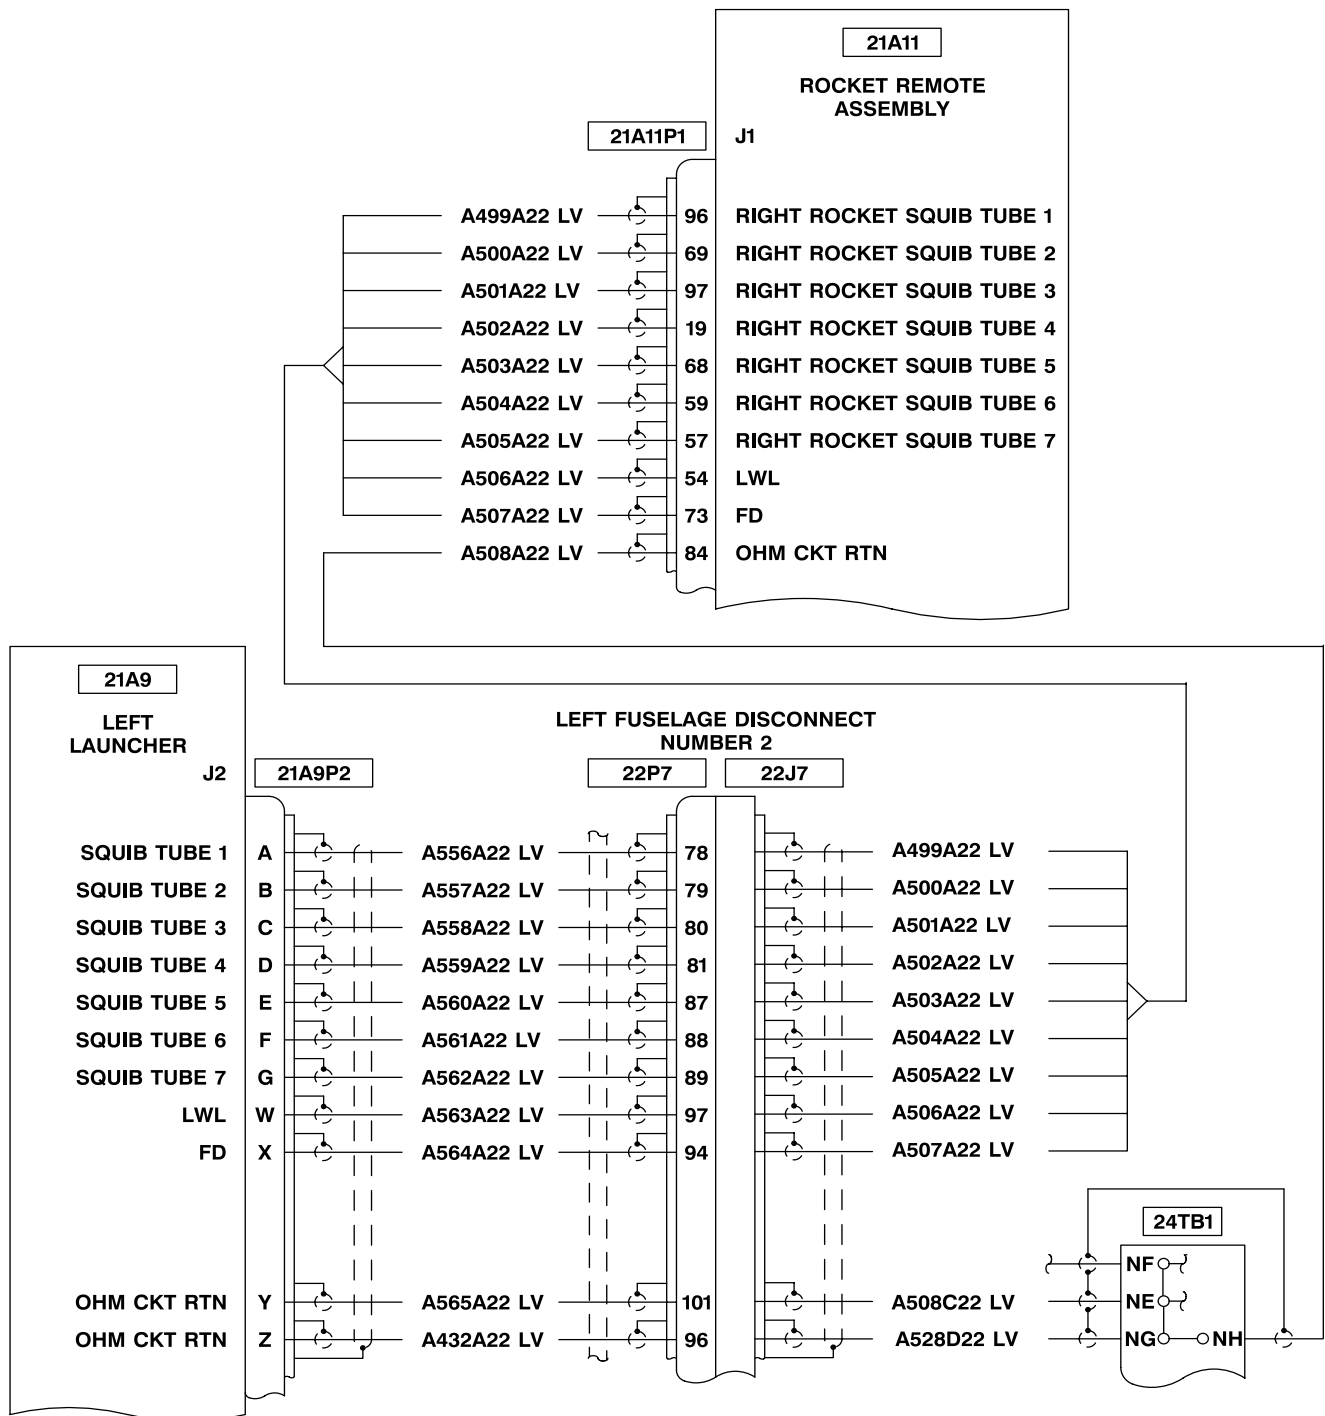 21A11
ROCKET REMOTE
ASSEMBLY
21A11P1 J1
A499A22 LV 96 RIGHT ROCKET SQUIB TUBE 1
A500A22 LV 69 RIGHT ROCKET SQUIB TUBE 2
A501A22 LV 97 RIGHT ROCKET SQUIB TUBE 3
A502A22 LV 19 RIGHT ROCKET SQUIB TUBE 4
A503A22 LV 68 RIGHT ROCKET SQUIB TUBE 5
A504A22 LV 59 RIGHT ROCKET SQUIB TUBE 6
A505A22 LV 57 RIGHT ROCKET SQUIB TUBE 7
A506A22 LV 54 LWL
A507A22 LV 73 FD
A508A22 LV 84 OHM CKT RTN
21A9
LEFT
LAUNCHER
LEFT FUSELAGE DISCONNECT
NUMBER 2
J2 21A9P2 22P7 22J7
SQUIB TUBE 1 A A556A22 LV 78 A499A22 LV
SQUIB TUBE 2 B A557A22 LV 79 A500A22 LV
SQUIB TUBE 3 C A558A22 LV 80 A501A22 LV
SQUIB TUBE 4 D A559A22 LV 81 A502A22 LV
SQUIB TUBE 5 E A560A22 LV 87 A503A22 LV
SQUIB TUBE 6 F A561A22 LV 88 A504A22 LV
SQUIB TUBE 7 G A562A22 LV 89 A505A22 LV
LWL W A563A22 LV 97 A506A22 LV
FD X A564A22 LV 94 A507A22 LV
24TB1
NF
OHM CKT RTN Y A565A22 LV 101 A508C22 LV NE
OHM CKT RTN Z A432A22 LV 96 A528D22 LV NG NH